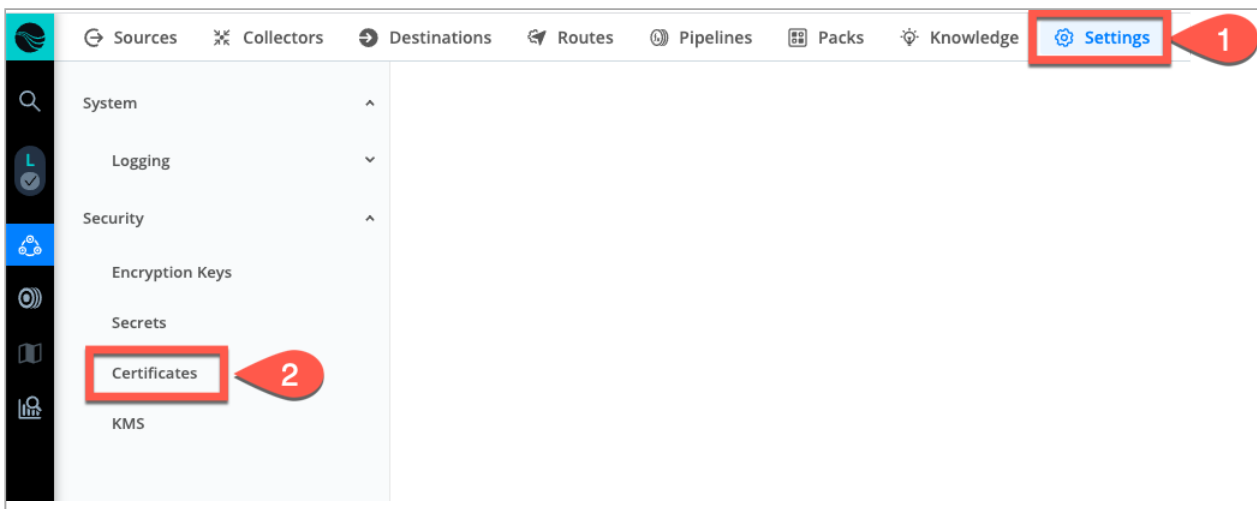 Sources Collectors Destinations Routes Pipelines Packs Knowledge Settings 1
System
L
Logging
Security
Encryption Keys
Secrets
Certificates 2
KMS